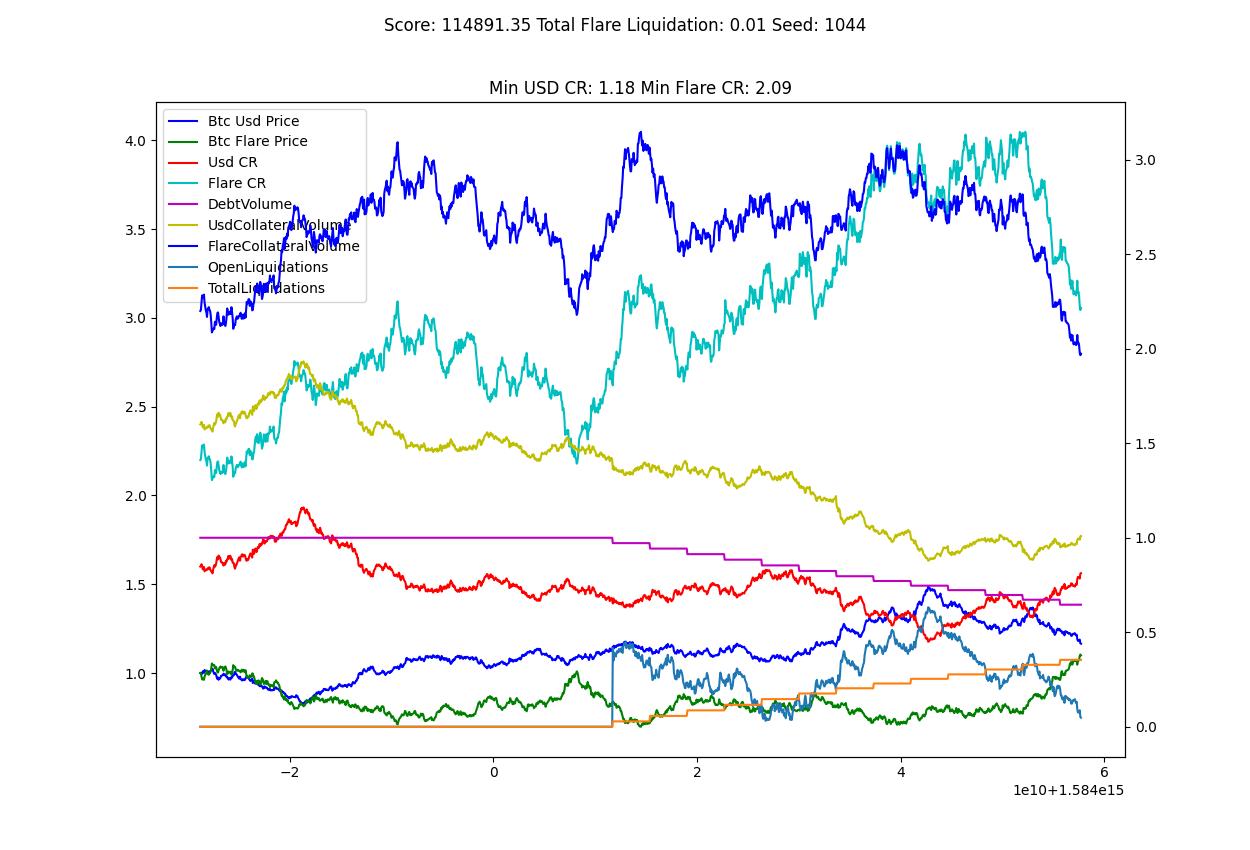 Score: 114891.35 Total Flare Liquidation: 0.01 Seed: 1044
Min USD CR: 1.18 Min Flare CR: 2.09
Btc Usd Price
Btc Flare Price
Usd CR
Flare CR
DebtVolume
UsdCollateralVolume
FlareCollateralVolume
OpenLiquidations
TotalLiquidations
4.0
3.5
3.0
2.5
2.0
1.5
1.0
3.0
2.5
2.0
1.5
1.0
0.5
0.0
−2 0 2 4 6
1e10+1.584e15